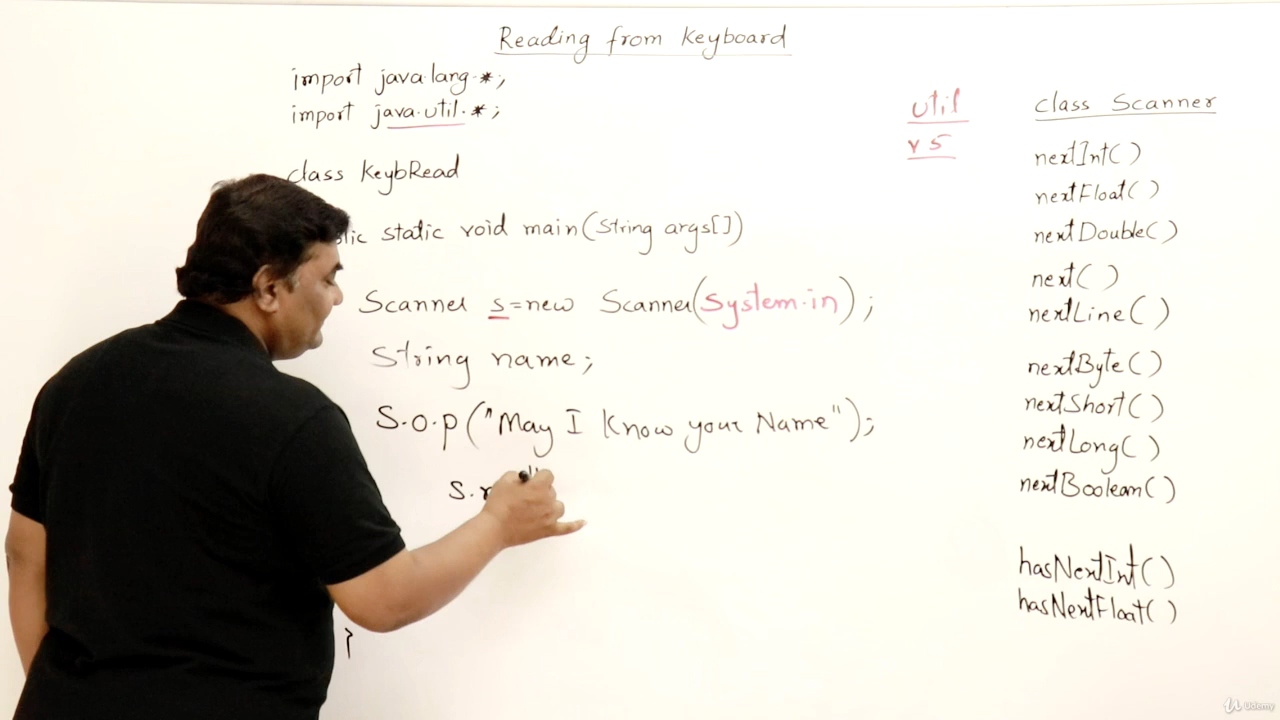 Reading from Keyboard
import java.lang.*;
import java.util.*;
class KeybRead
static void main(String args[])
Scanner s=new Scanner(System.in);
String name;
S.o.p("May I Know your Name");
s.
}
util
v5
class Scanner
nextInt()
nextFloat()
nextDouble()
next()
nextLine()
nextByte()
nextShort()
nextLong()
nextBoolean()
hasNextInt()
hasNextFloat()
Udemy